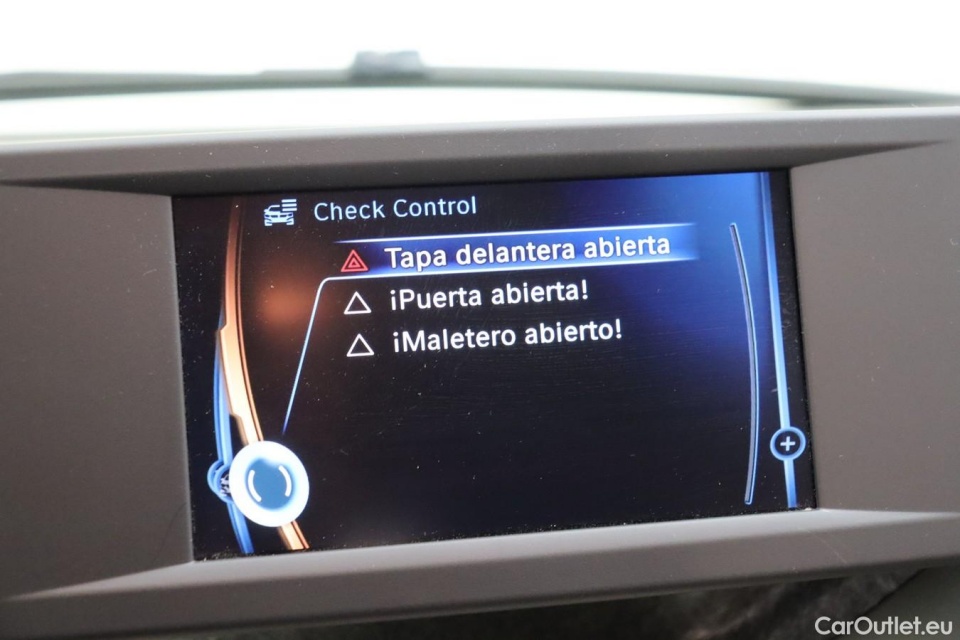 Check Control
Tapa delantera abierta
¡Puerta abierta!
¡Maletero abierto!
CarOutlet.eu